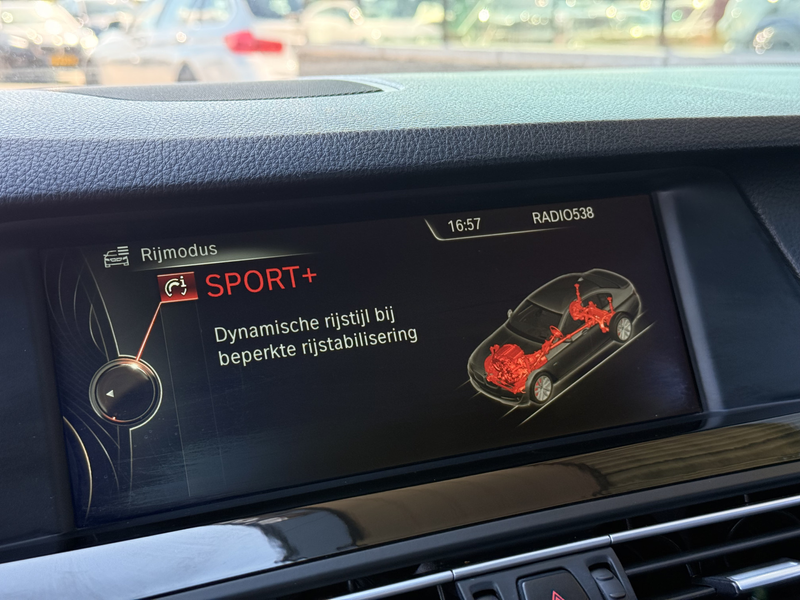 16:57 RADIO538
Rijmodus
SPORT+
Dynamische rijstijl bij
beperkte rijstabilisering